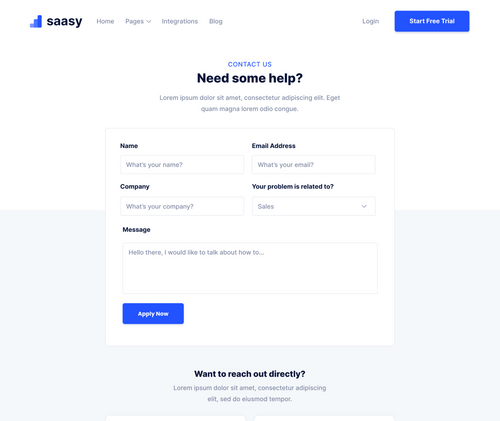 saasy Home Pages Integrations Blog Login Start Free Trial
CONTACT US
Need some help?
Lorem ipsum dolor sit amet, consectetur adipiscing elit. Eget
quam magna lorem odio congue.
Name Email Address
What's your name? What's your email?
Company Your problem is related to?
What's your company? Sales
Message
Hello there, I would like to talk about how to...
Apply Now
Want to reach out directly?
Lorem ipsum dolor sit amet, consectetur adipiscing
elit, sed do eiusmod tempor.